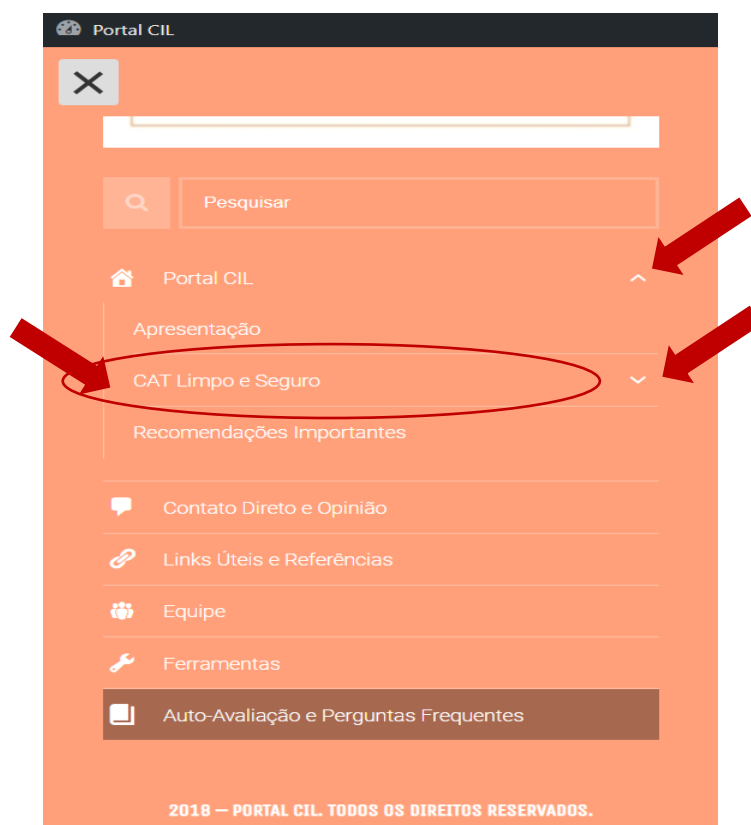 Portal CIL
Pesquisar
Portal CIL
Apresentação
CAT Limpo e Seguro
Recomendações Importantes
Contato Direto e Opinião
Links Úteis e Referências
Equipe
Ferramentas
Auto-Avaliação e Perguntas Frequentes
2018 — PORTAL CIL. TODOS OS DIREITOS RESERVADOS.